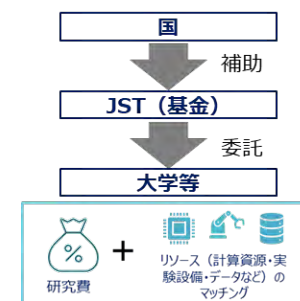 国
補助
JST（基金）
委託
大学等
%
+
研究費
リソース（計算資源・実
験設備・データなど）の
マッチング